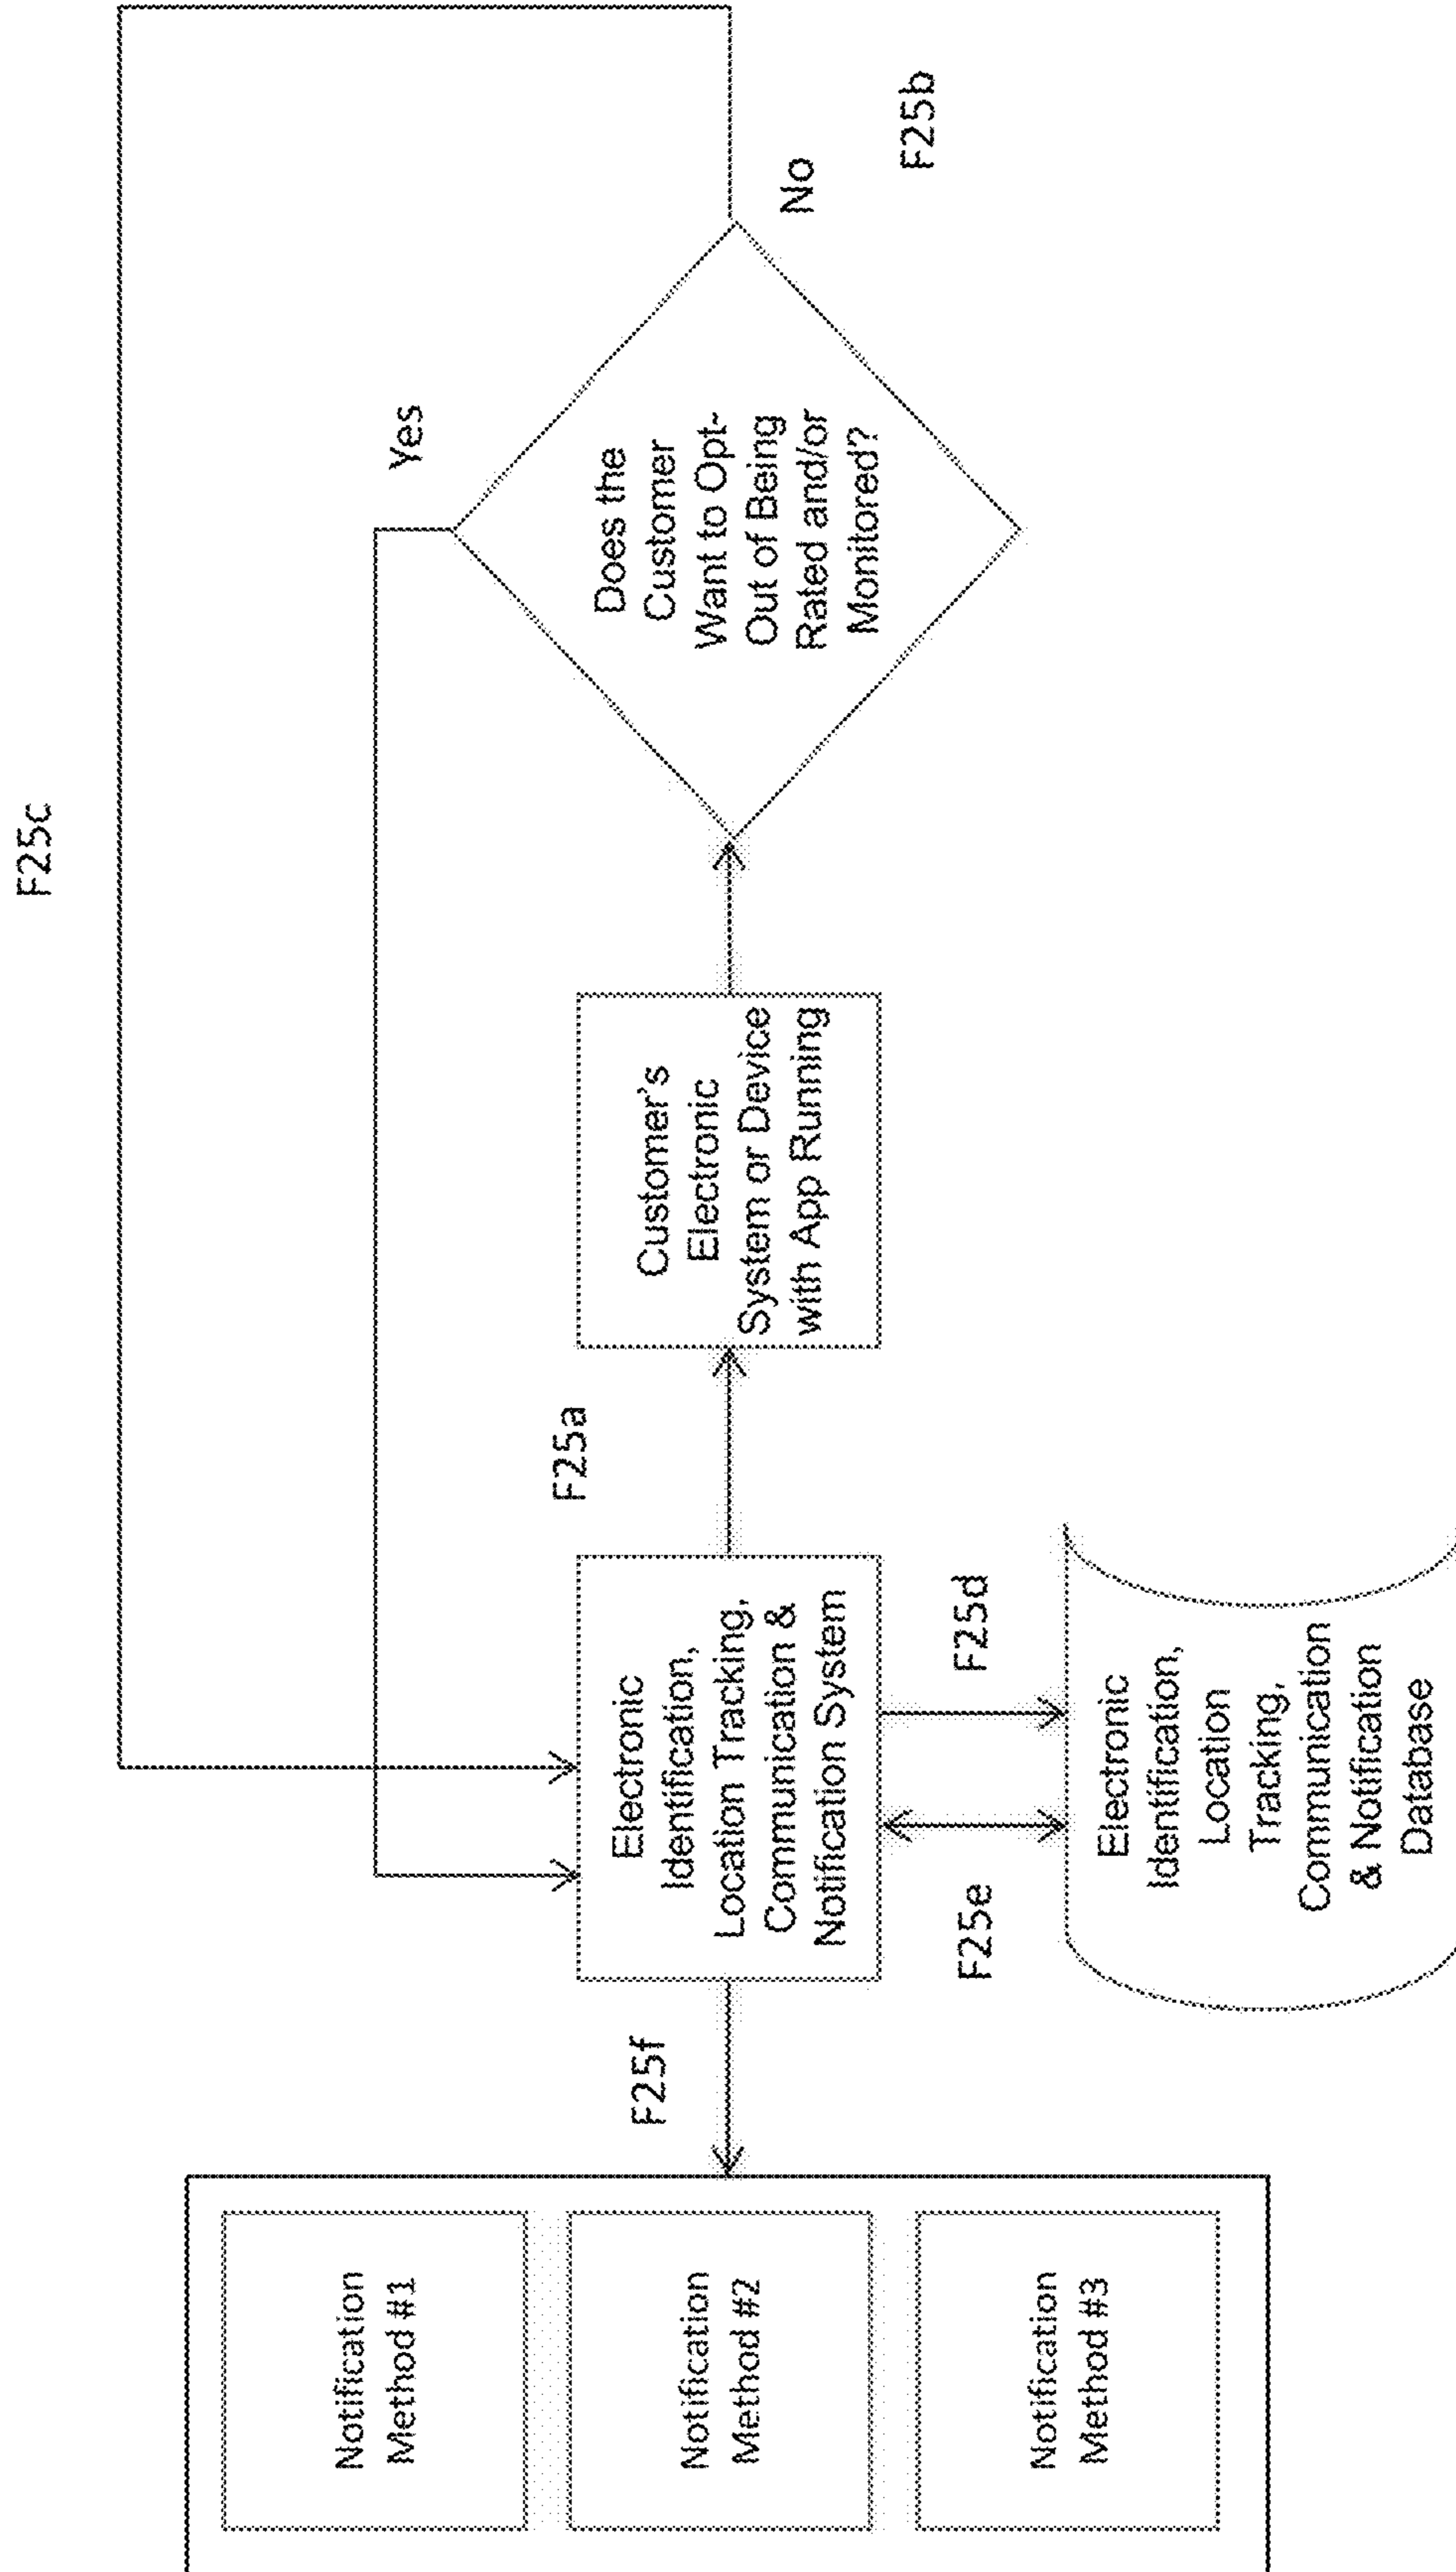 F25c
Yes
No
F25b
Does the
Customer
Want to Opt-
Out of Being
Rated and/or
Monitored?
Customer's
Electronic
System or Device
with App Running
F25a
Electronic
Identification,
Location Tracking,
Communication &
Notification System
F25d
F25e
Electronic
Identification,
Location
Tracking,
Communication
& Notification
Database
F25f
Notification
Method #1
Notification
Method #2
Notification
Method #3